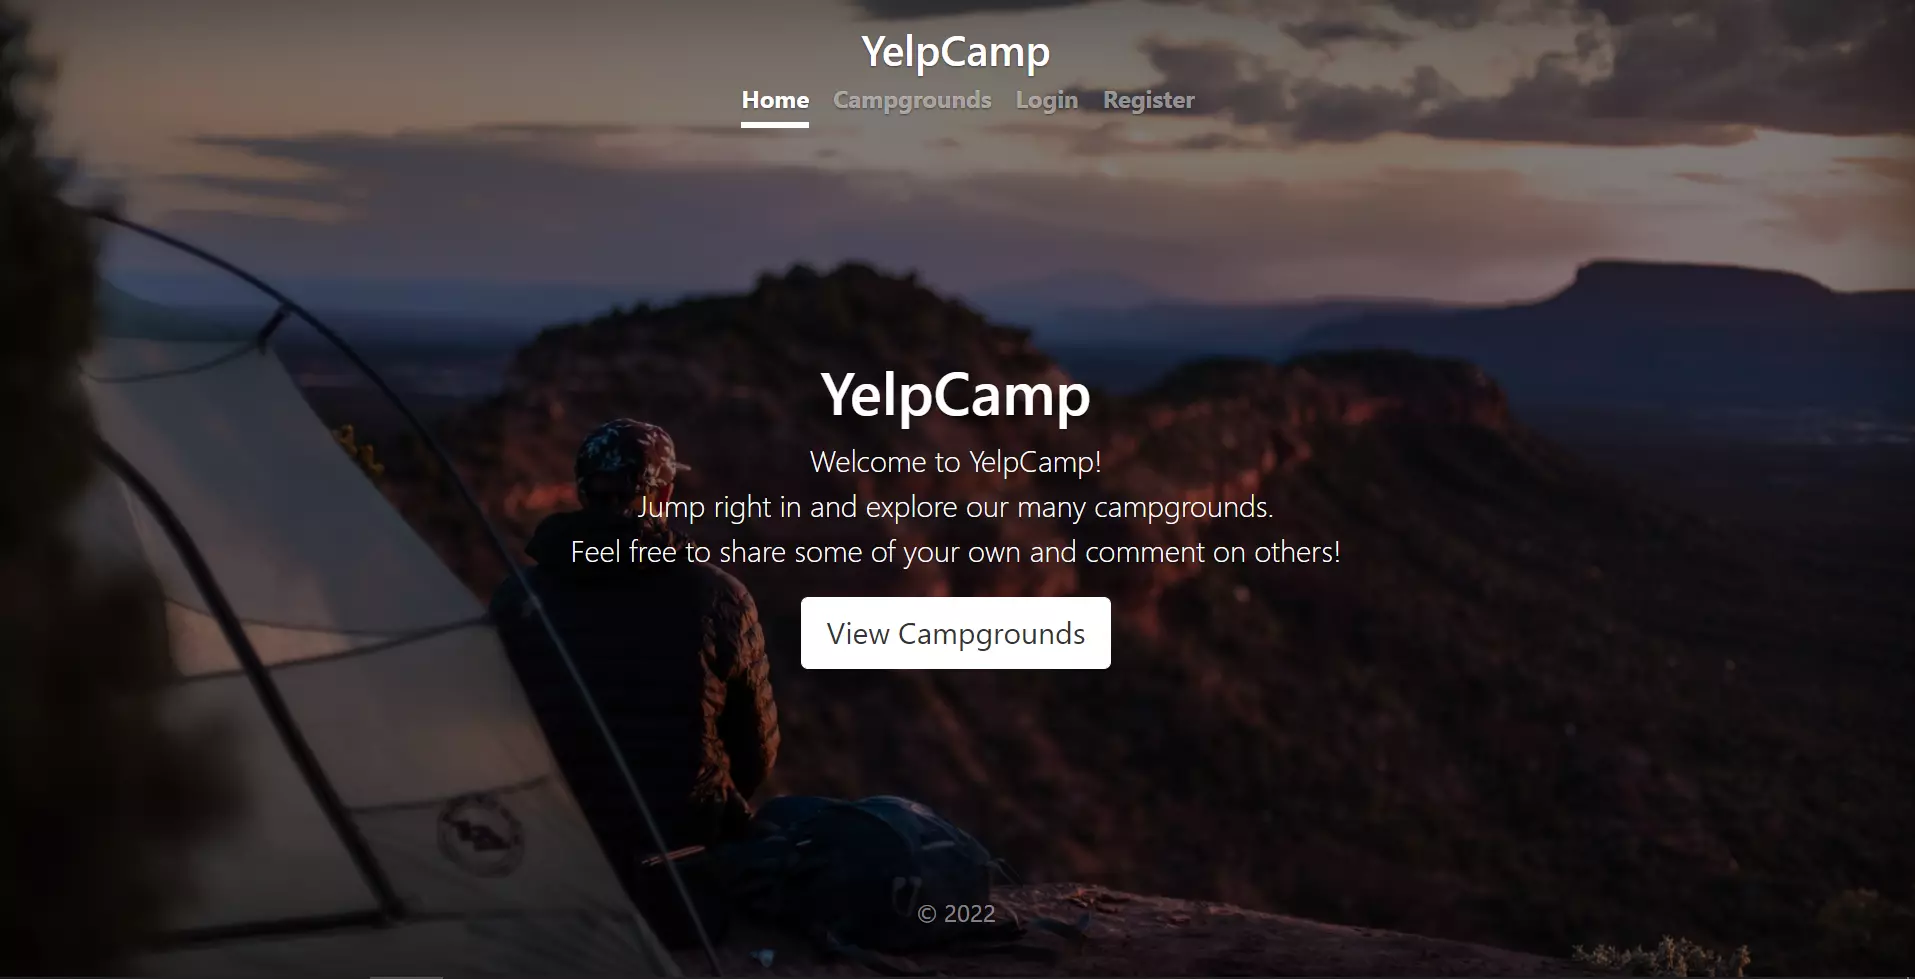 YelpCamp
Home Campgrounds Login Register
YelpCamp
Welcome to YelpCamp!
Jump right in and explore our many campgrounds.
Feel free to share some of your own and comment on others!
View Campgrounds
© 2022